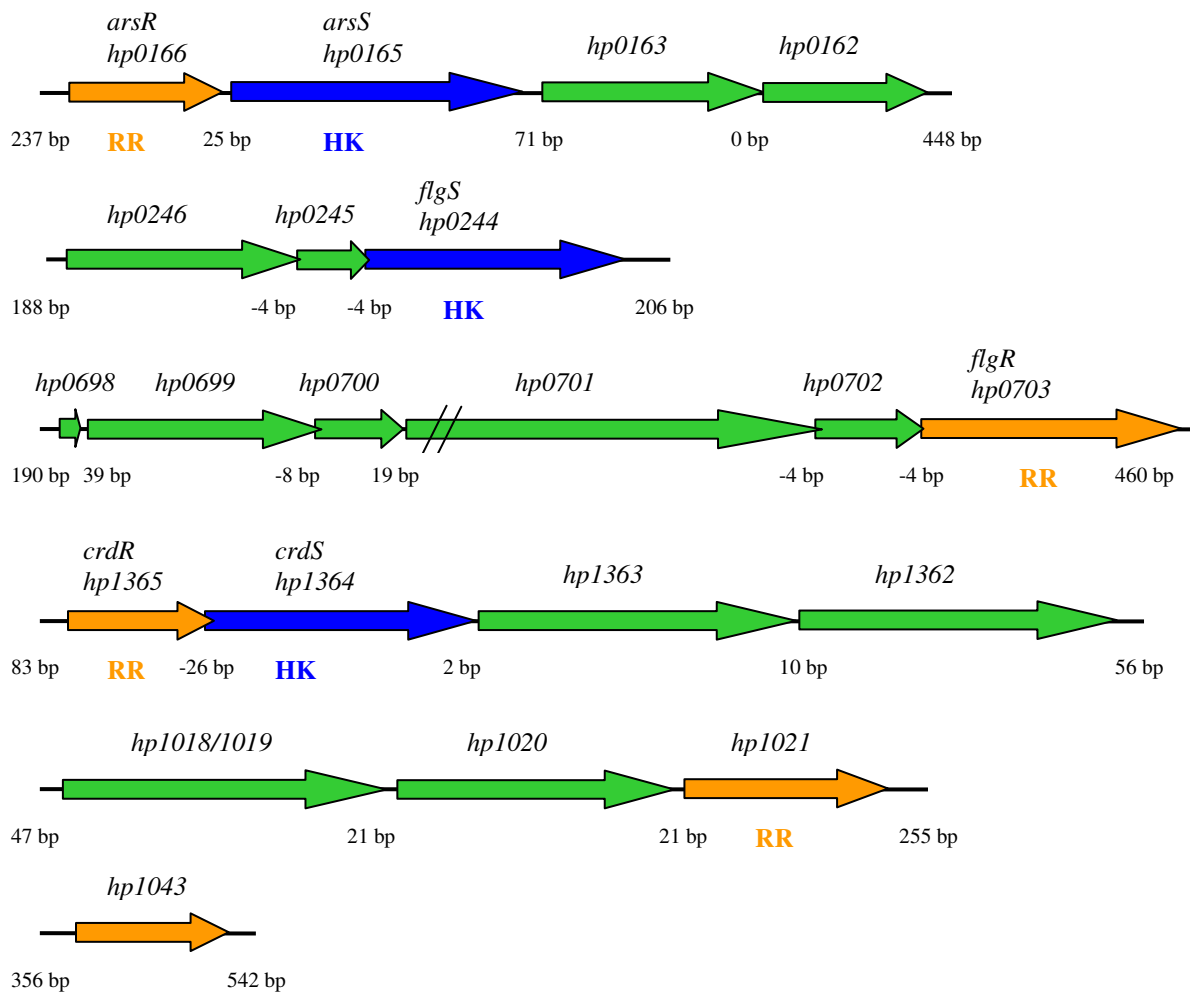 arsR arsS
hp0166 hp0165 hp0163 hp0162
237 bp RR 25 bp HK 71 bp 0 bp 448 bp
flgS
hp0246 hp0245 hp0244
188 bp -4 bp -4 bp HK 206 bp
flgR
hp0698 hp0699 hp0700 hp0701 hp0702 hp0703
190 bp 39 bp -8 bp 19 bp -4 bp -4 bp RR 460 bp
crdR crdS
hp1365 hp1364 hp1363 hp1362
83 bp RR -26 bp HK 2 bp 10 bp 56 bp
hp1018/1019 hp1020 hp1021
47 bp 21 bp 21 bp RR 255 bp
hp1043
356 bp 542 bp